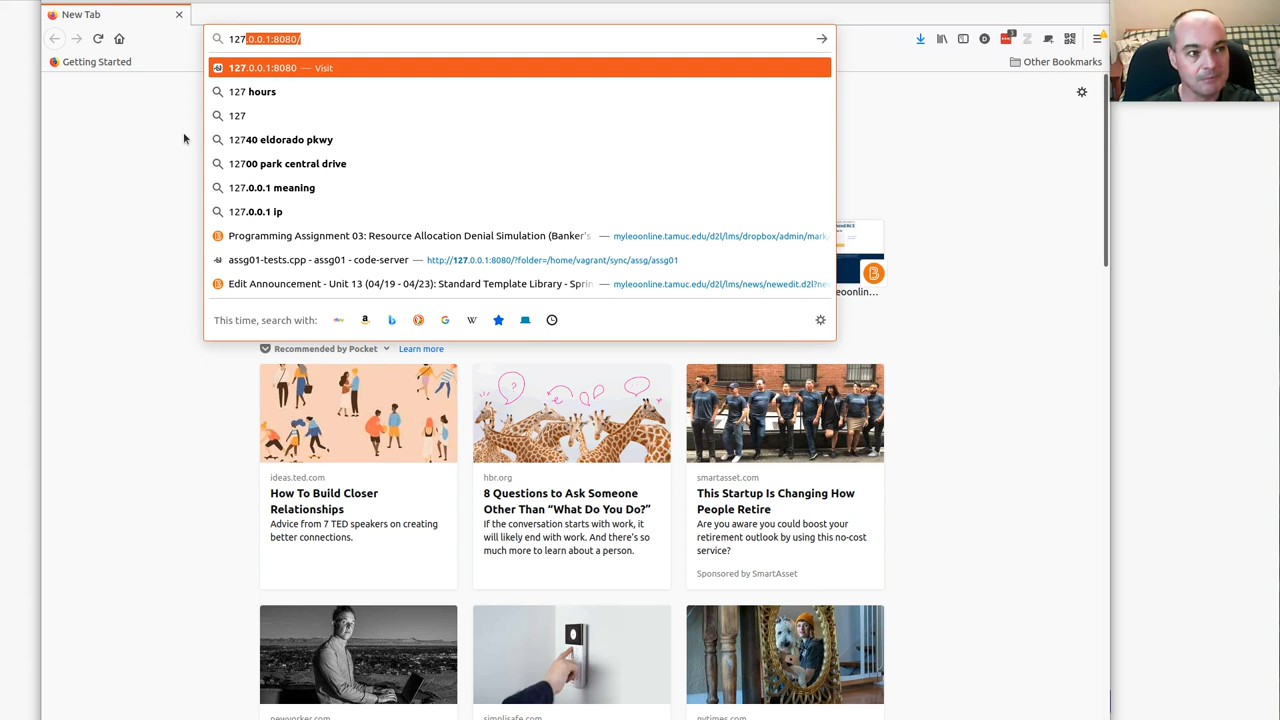 New Tab
127.0.0.1:8080/
3
Getting Started
Other Bookmarks
127.0.0.1:8080 — Visit
127 hours
127
12740 eldorado pkwy
12700 park central drive
127.0.0.1 meaning
127.0.0.1 ip
Programming Assignment 03: Resource Allocation Denial Simulation (Banker's — myleoonline.tamuc.edu/d2l/lms/dropbox/admin/mark
assg01-tests.cpp - assg01 - code-server — http://127.0.0.1:8080/?folder=/home/vagrant/sync/assg/assg01
Edit Announcement - Unit 13 (04/19 - 04/23): Standard Template Library - Sprin — myleoonline.tamuc.edu/d2l/lms/news/newedit.d2l?ne
This time, search with:
Recommended by Pocket
Learn more
ideas.ted.com
How To Build Closer
Relationships
Advice from 7 TED speakers on creating
better connections.
hbr.org
8 Questions to Ask Someone
Other Than “What Do You Do?”
If the conversation starts with work, it
will likely end with work. And there's so
much more to learn about a person.
smartasset.com
This Startup Is Changing How
People Retire
Are you aware you could boost your
retirement outlook by using this no-cost
service?
Sponsored by SmartAsset
newyorker.com
simplisafe.com
nytimes.com